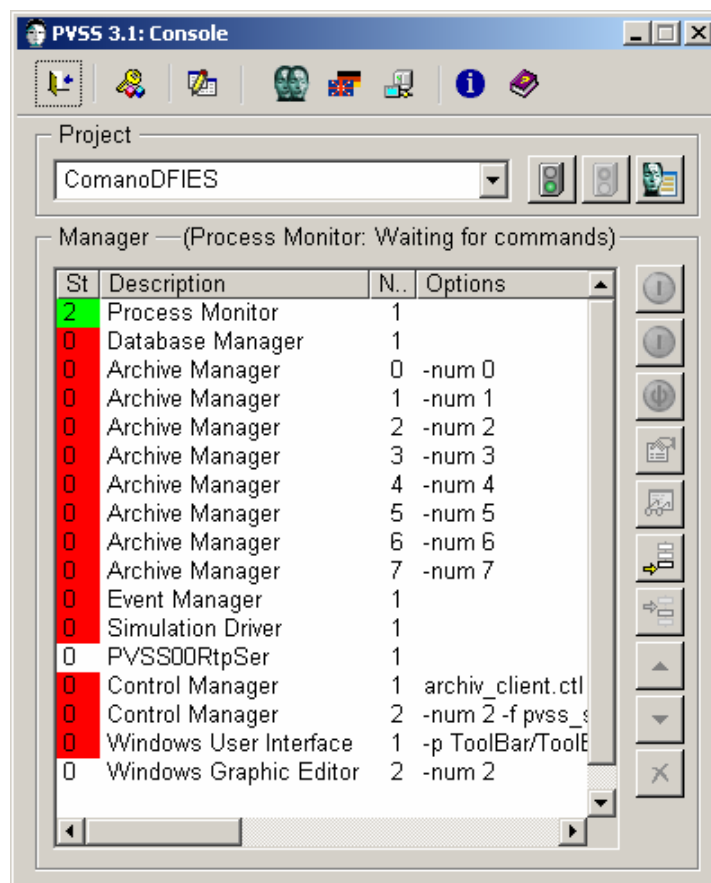 PVSS 3.1: Console
Project
ComanoDFIES
Manager (Process Monitor: Waiting for commands)
St Description N.. Options
2 Process Monitor 1
0 Database Manager 1
0 Archive Manager 0 -num 0
0 Archive Manager 1 -num 1
0 Archive Manager 2 -num 2
0 Archive Manager 3 -num 3
0 Archive Manager 4 -num 4
0 Archive Manager 5 -num 5
0 Archive Manager 6 -num 6
0 Archive Manager 7 -num 7
0 Event Manager 1
0 Simulation Driver 1
0 PVSS00RtpSer 1
0 Control Manager 1 archiv_client.ctl
0 Control Manager 2 -num 2 -f pvss_s
0 Windows User Interface 1 -p ToolBar/ToolB
0 Windows Graphic Editor 2 -num 2